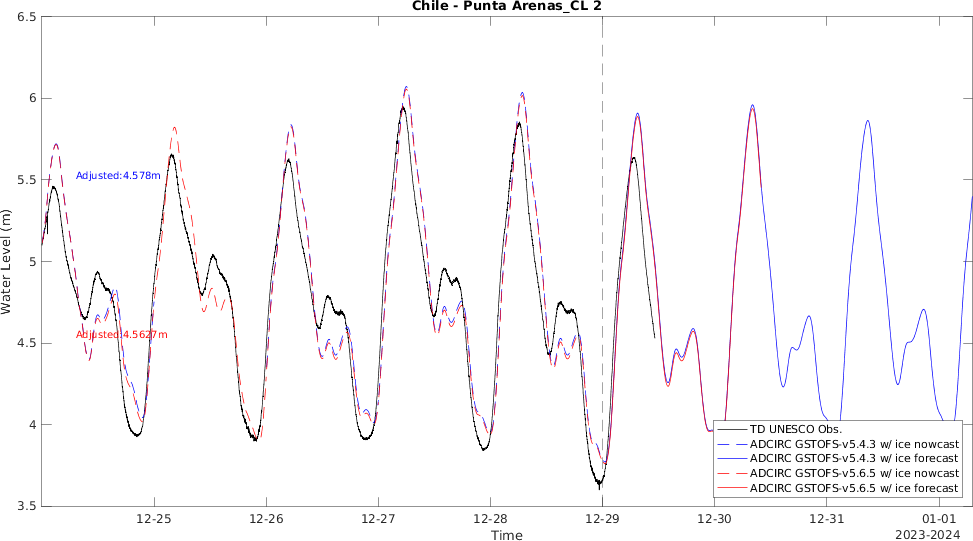 Chile - Punta Arenas_CL 2
6.5
6
5.5
5
4.5
4
3.5
Water Level (m)
Adjusted:4.578m
Adjusted:4.5627m
TD UNESCO Obs.
ADCIRC GSTOFS-v5.4.3 w/ ice nowcast
ADCIRC GSTOFS-v5.4.3 w/ ice forecast
ADCIRC GSTOFS-v5.6.5 w/ ice nowcast
ADCIRC GSTOFS-v5.6.5 w/ ice forecast
12-25 12-26 12-27 12-28 12-29 12-30 12-31 01-01
Time
2023-2024